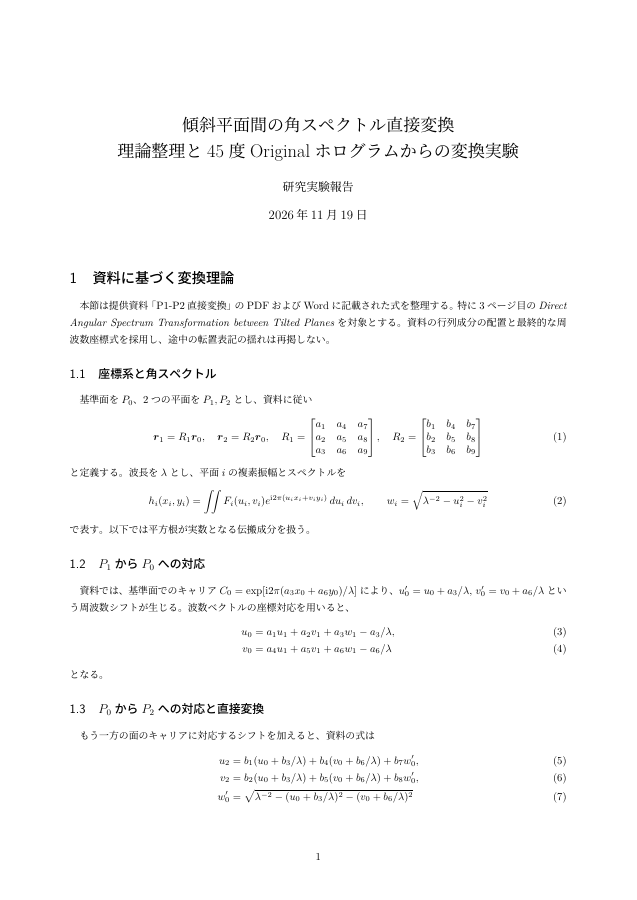 傾斜平面間の角スペクトル直接変換
理論整理と 45 度 Original ホログラムからの変換実験
研究実験報告
2026 年 11 月 19 日
1 資料に基づく変換理論
本節は提供資料「P1-P2 直接変換」の PDF および Word に記載された式を整理する。特に 3 ページ目の Direct
Angular Spectrum Transformation between Tilted Planes を対象とする。資料の行列成分の配置と最終的な周
波数座標式を採用し、途中の転置表記の揺れは再掲しない。
1.1 座標系と角スペクトル
基準面を P₀、2 つの平面を P₁, P₂ とし、資料に従い
r₁ = R₁r₀, r₂ = R₂r₀, R₁ = [a₁ a₄ a₇; a₂ a₅ a₈; a₃ a₆ a₉], R₂ = [b₁ b₄ b₇; b₂ b₅ b₈; b₃ b₆ b₉] (1)
と定義する。波長を λ とし、平面 i の複素振幅とスペクトルを
hᵢ(xᵢ, yᵢ) = ∬ Fᵢ(uᵢ, vᵢ)e^{i2π(uᵢxᵢ+vᵢyᵢ)} duᵢ dvᵢ, wᵢ = √(λ⁻² − uᵢ² − vᵢ²) (2)
で表す。以下では平方根が実数となる伝搬成分を扱う。
1.2 P₁ から P₀ への対応
資料では、基準面でのキャリア C₀ = exp[i2π(a₃x₀ + a₆y₀)/λ] により、u′₀ = u₀ + a₃/λ, v′₀ = v₀ + a₆/λ とい
う周波数シフトが生じる。波数ベクトルの座標対応を用いると、
u₀ = a₁u₁ + a₂v₁ + a₃w₁ − a₃/λ, (3)
v₀ = a₄u₁ + a₅v₁ + a₆w₁ − a₆/λ (4)
となる。
1.3 P₀ から P₂ への対応と直接変換
もう一方の面のキャリアに対応するシフトを加えると、資料の式は
u₂ = b₁(u₀ + b₃/λ) + b₄(v₀ + b₆/λ) + b₇w′₀, (5)
v₂ = b₂(u₀ + b₃/λ) + b₅(v₀ + b₆/λ) + b₈w′₀, (6)
w′₀ = √(λ⁻² − (u₀ + b₃/λ)² − (v₀ + b₆/λ)²) (7)
1